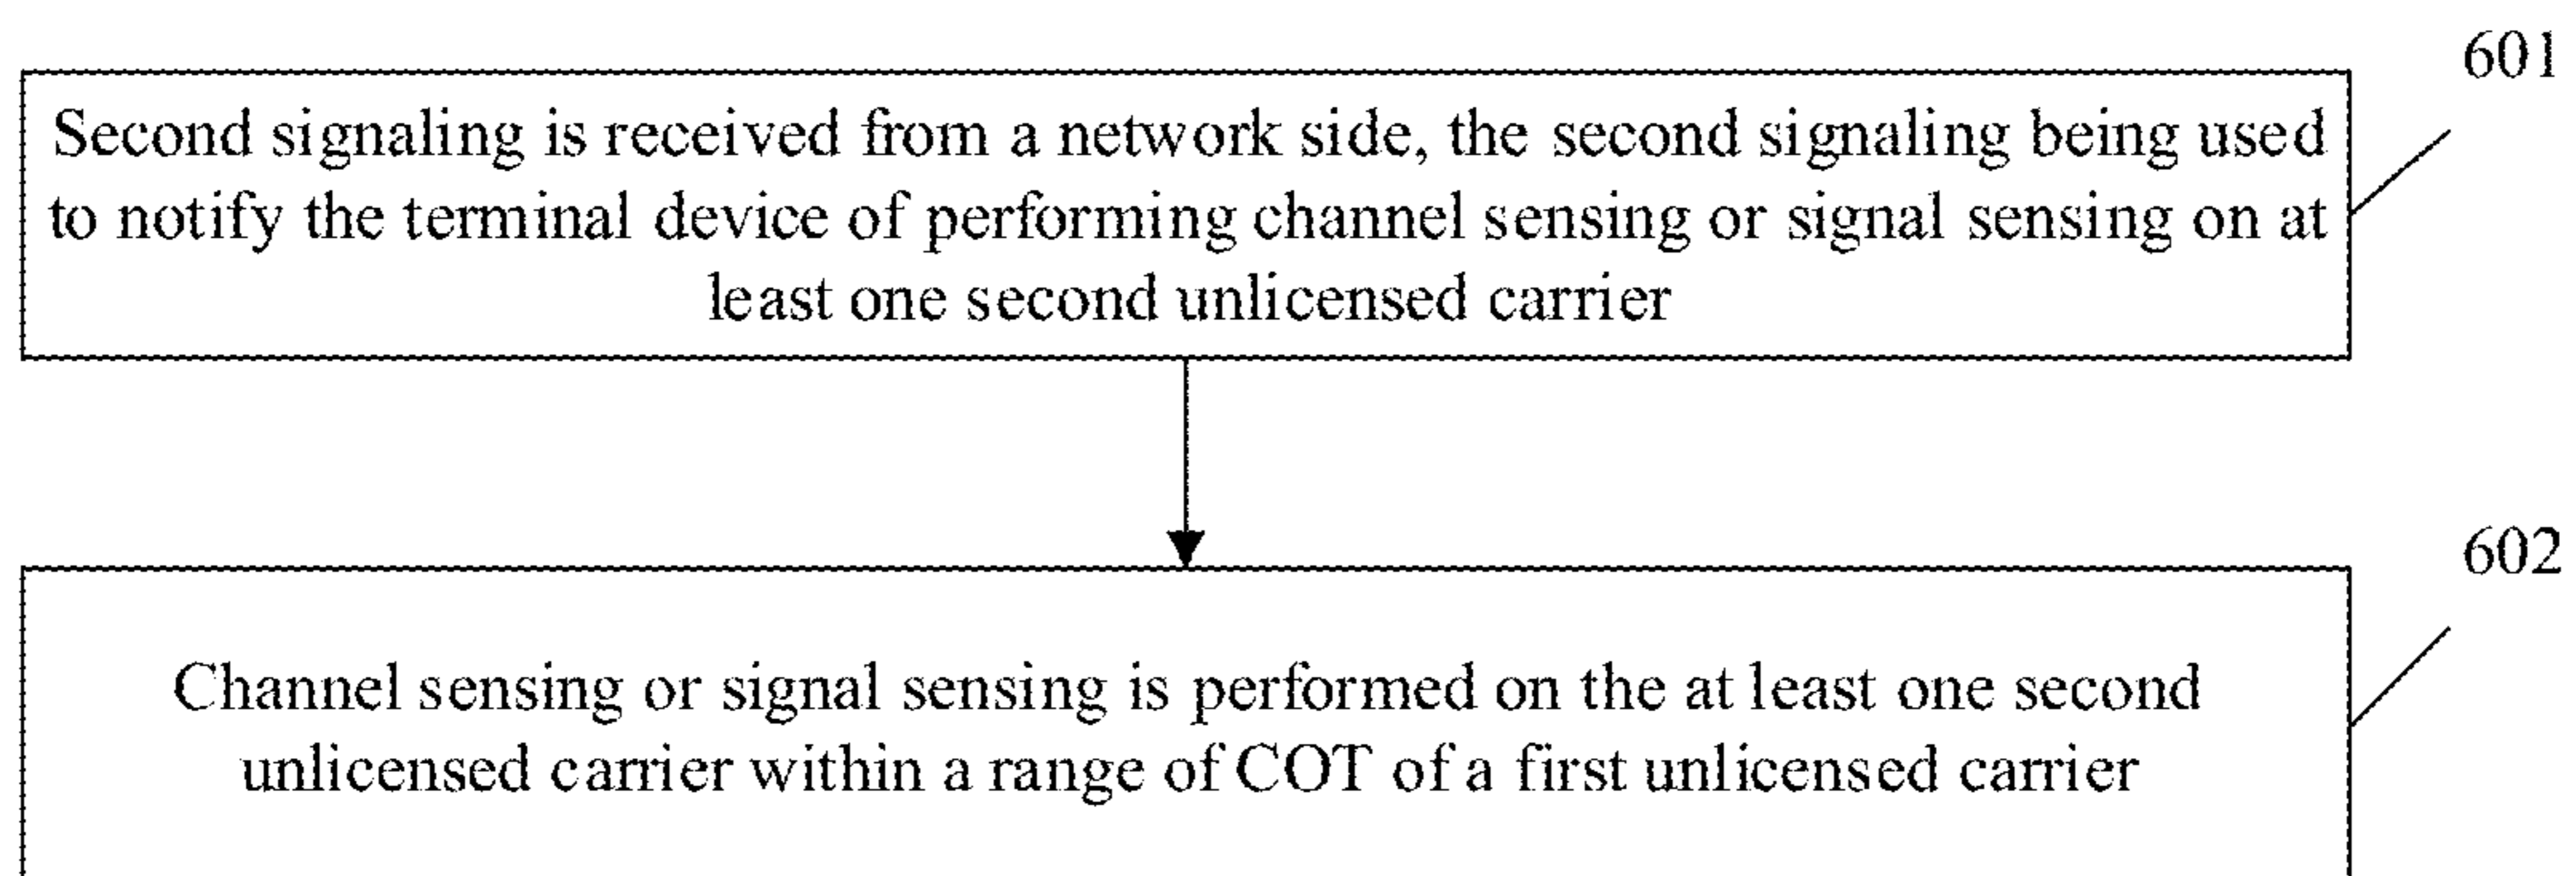 601
Second signaling is received from a network side, the second signaling being used
to notify the terminal device of performing channel sensing or signal sensing on at
least one second unlicensed carrier
602
Channel sensing or signal sensing is performed on the at least one second
unlicensed carrier within a range of COT of a first unlicensed carrier